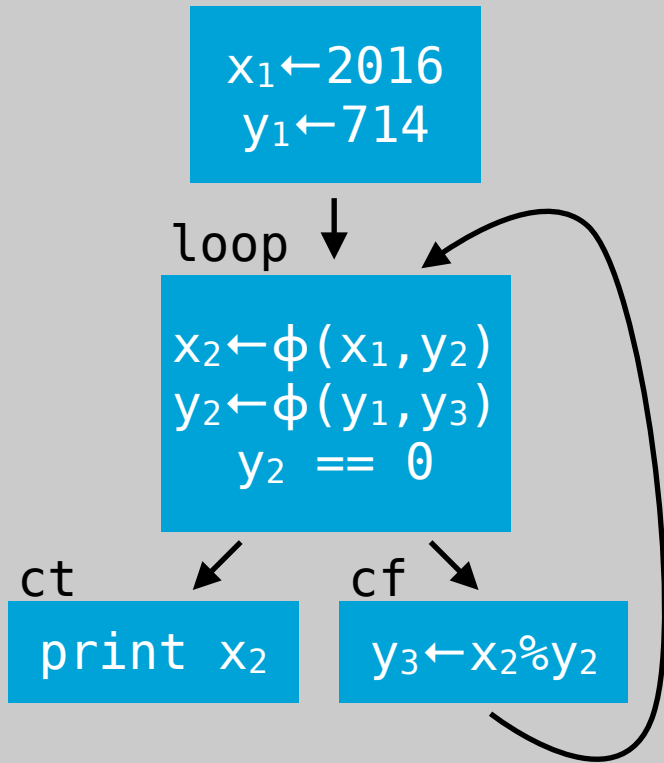 x₁←2016
y₁←714
loop
x₂←ϕ(x₁,y₂)
y₂←ϕ(y₁,y₃)
y₂ == 0
ct
print x₂
cf
y₃←x₂%y₂